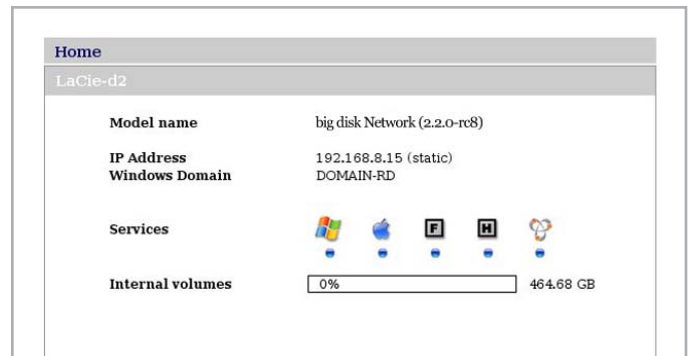 Home
LaCie-d2
Model name big disk Network (2.2.0-rc8)
IP Address 192.168.8.15 (static)
Windows Domain DOMAIN-RD
Services F H
Internal volumes 0% 464.68 GB